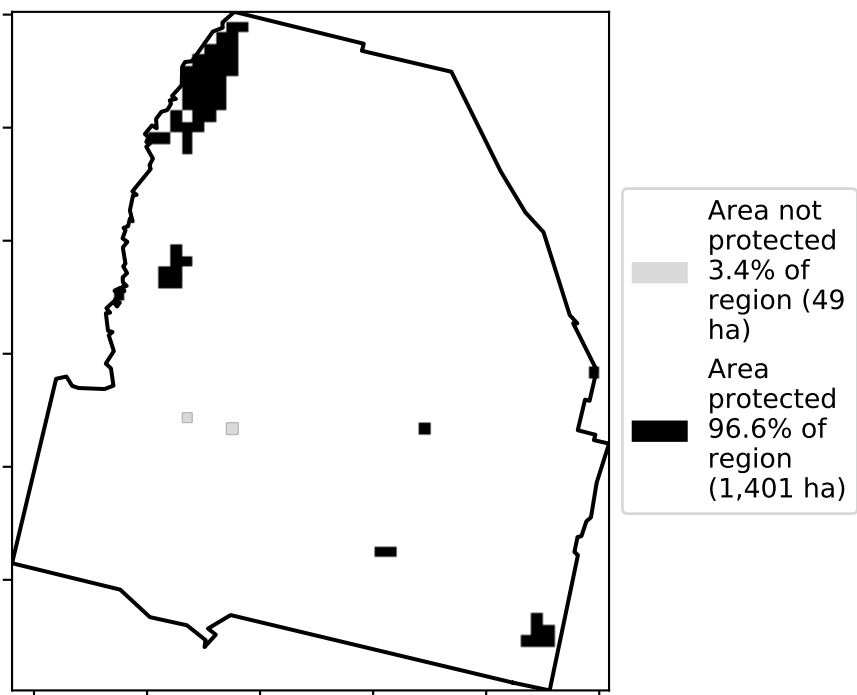 Area not
protected
3.4% of
region (49
ha)
Area
protected
96.6% of
region
(1,401 ha)